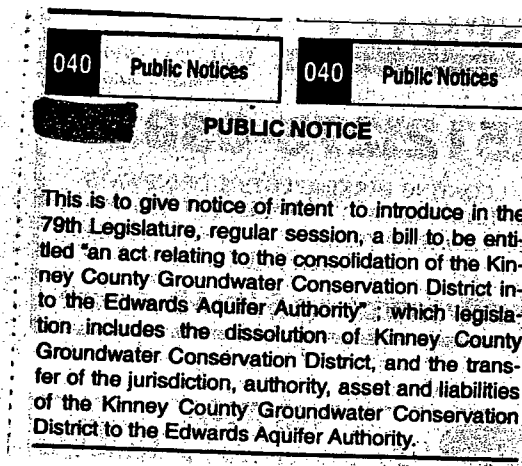 040 Public Notices 040 Public Notices
PUBLIC NOTICE
This is to give notice of intent to introduce in the
79th Legislature, regular session, a bill to be enti-
tled "an act relating to the consolidation of the Kin-
ney County Groundwater Conservation District in-
to the Edwards Aquifer Authority" ; which legisla-
tion includes the dissolution of Kinney County
Groundwater Conservation District, and the trans-
fer of the jurisdiction, authority, asset and liabilities
of the Kinney County Groundwater Conservation
District to the Edwards Aquifer Authority.